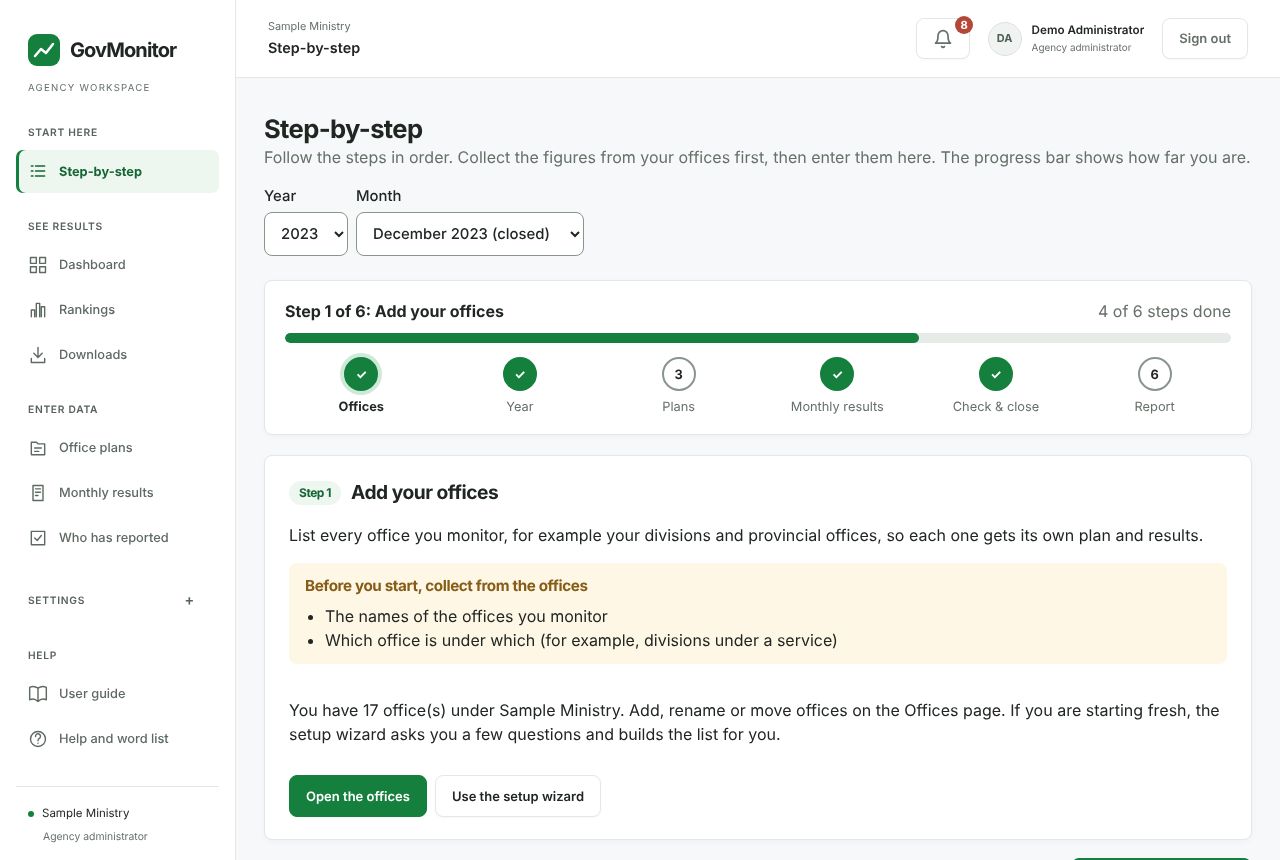 GovMonitor
AGENCY WORKSPACE
START HERE
Step-by-step
SEE RESULTS
Dashboard
Rankings
Downloads
ENTER DATA
Office plans
Monthly results
Who has reported
SETTINGS +
HELP
User guide
Help and word list
Sample Ministry
Agency administrator
Sample Ministry
Step-by-step
8
DA
Demo Administrator
Agency administrator
Sign out
Step-by-step
Follow the steps in order. Collect the figures from your offices first, then enter them here. The progress bar shows how far you are.
Year Month
2023 December 2023 (closed)
Step 1 of 6: Add your offices 4 of 6 steps done
3 6
Offices Year Plans Monthly results Check & close Report
Step 1 Add your offices
List every office you monitor, for example your divisions and provincial offices, so each one gets its own plan and results.
Before you start, collect from the offices
• The names of the offices you monitor
• Which office is under which (for example, divisions under a service)
You have 17 office(s) under Sample Ministry. Add, rename or move offices on the Offices page. If you are starting fresh, the
setup wizard asks you a few questions and builds the list for you.
Open the offices Use the setup wizard